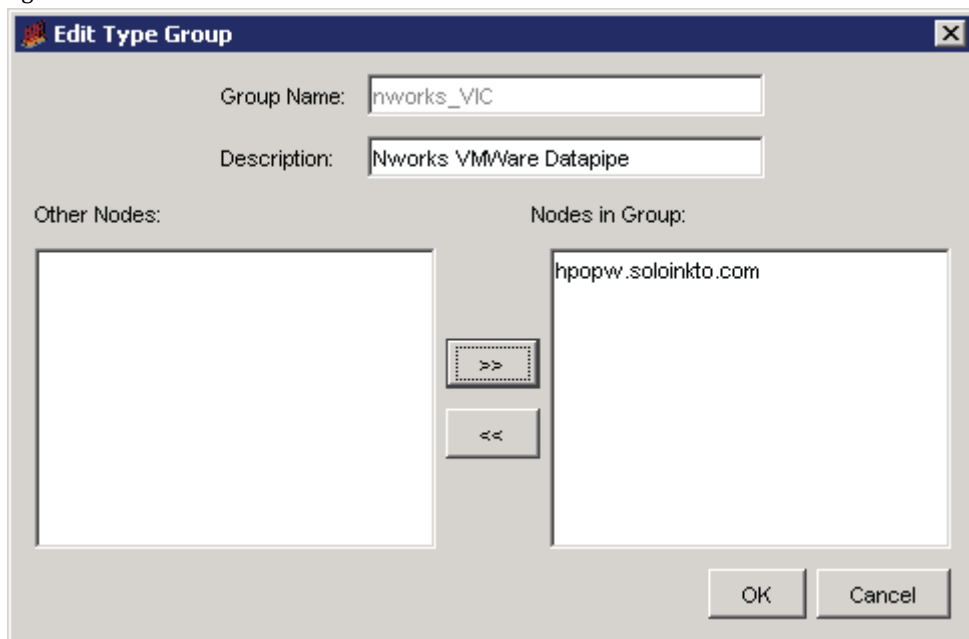 Edit Type Group
Group Name: nworks_VIC
Description: Nworks VMWare Datapipe
Other Nodes: Nodes in Group:
hpopw.soloinkto.com
>>
<<
OK Cancel